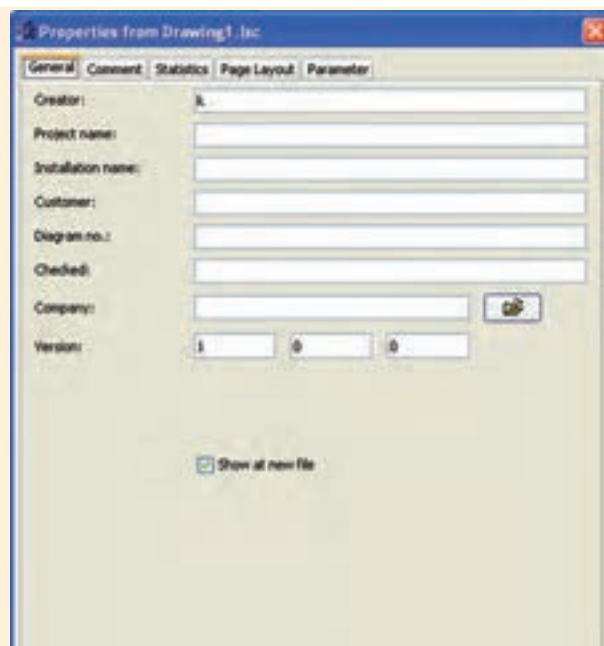 Properties from Drawing1.lsc
General Comment Statistics Page Layout Parameter
Creator:
Project name:
Installation name:
Customer:
Diagram no.:
Checked:
Company:
Version: 1 0 0
Show at new file